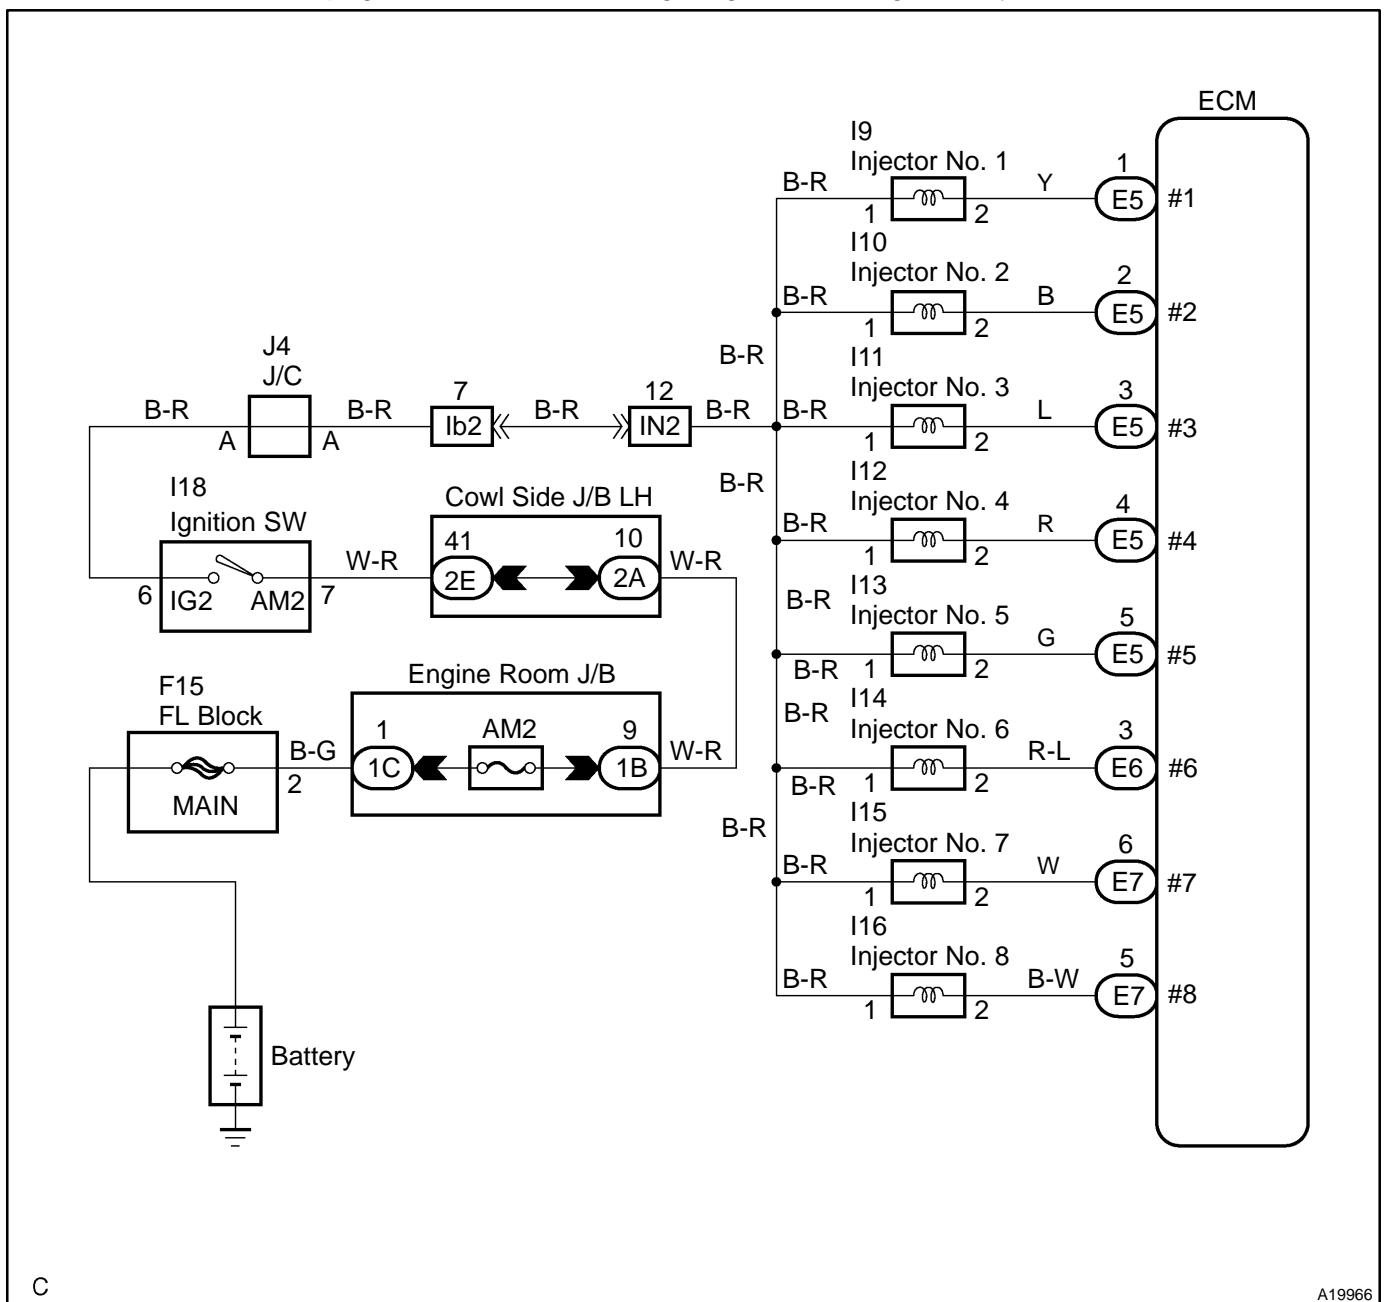 ECM
I9
Injector No. 1
B-R
1
2
Y
1
E5
#1
I10
Injector No. 2
B-R
1
2
B
2
E5
#2
B-R
I11
Injector No. 3
B-R
1
2
L
3
E5
#3
J4
J/C
B-R
A
A
B-R
7
Ib2
B-R
12
IN2
B-R
B-R
I12
Injector No. 4
B-R
1
2
R
4
E5
#4
I18
Ignition SW
6
IG2
AM2
7
W-R
Cowl Side J/B LH
41
2E
10
2A
W-R
B-R
I13
Injector No. 5
B-R
1
2
G
5
E5
#5
F15
FL Block
MAIN
B-G
2
Engine Room J/B
1
1C
AM2
9
1B
W-R
B-R
I14
Injector No. 6
B-R
1
2
R-L
3
E6
#6
B-R
I15
Injector No. 7
B-R
1
2
W
6
E7
#7
I16
Injector No. 8
B-R
1
2
B-W
5
E7
#8
Battery
C
A19966